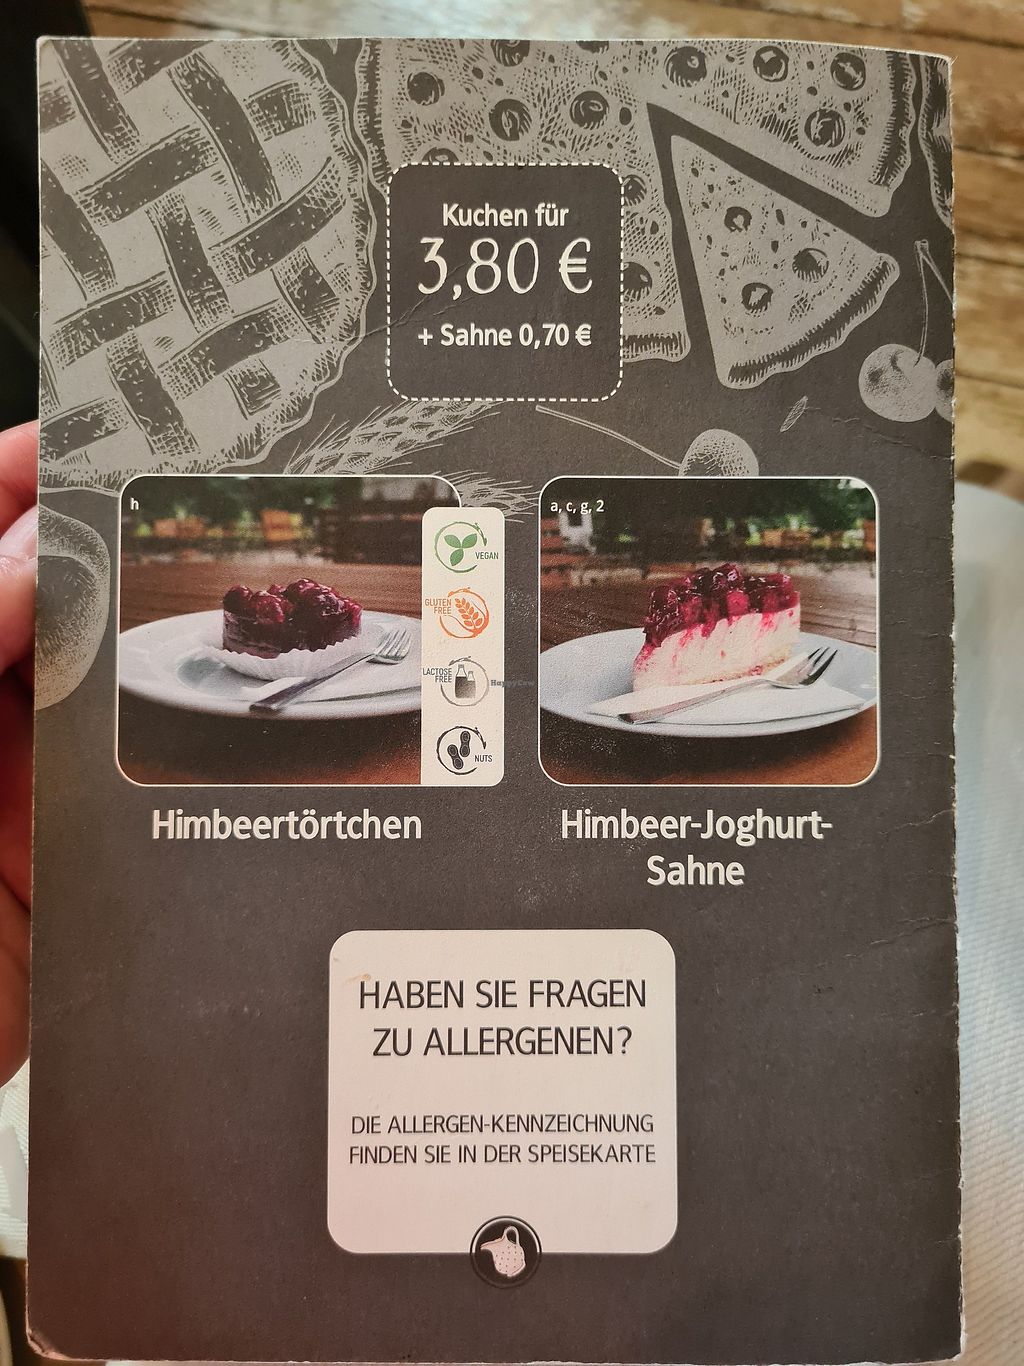 Kuchen für
3,80 €
+ Sahne 0,70 €
h
VEGAN
GLUTEN
FREE
LACTOSE
FREE
HappyCow
NUTS
a, c, g, 2
Himbeertörtchen
Himbeer-Joghurt-
Sahne
HABEN SIE FRAGEN
ZU ALLERGENEN?
DIE ALLERGEN-KENNZEICHNUNG
FINDEN SIE IN DER SPEISEKARTE